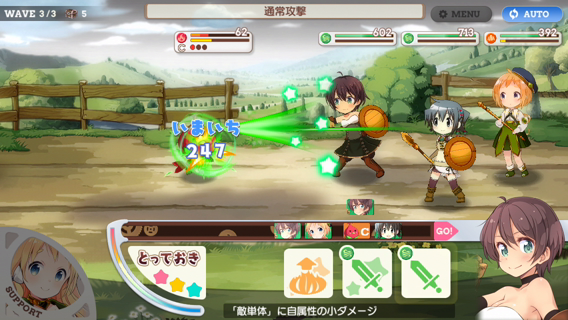 WAVE 3/3 5
通常攻撃
MENU
AUTO
62
C
602
713
392
いまいち
247
C
GO!
とっておき
SUPPORT
「敵単体」に自属性の小ダメージ